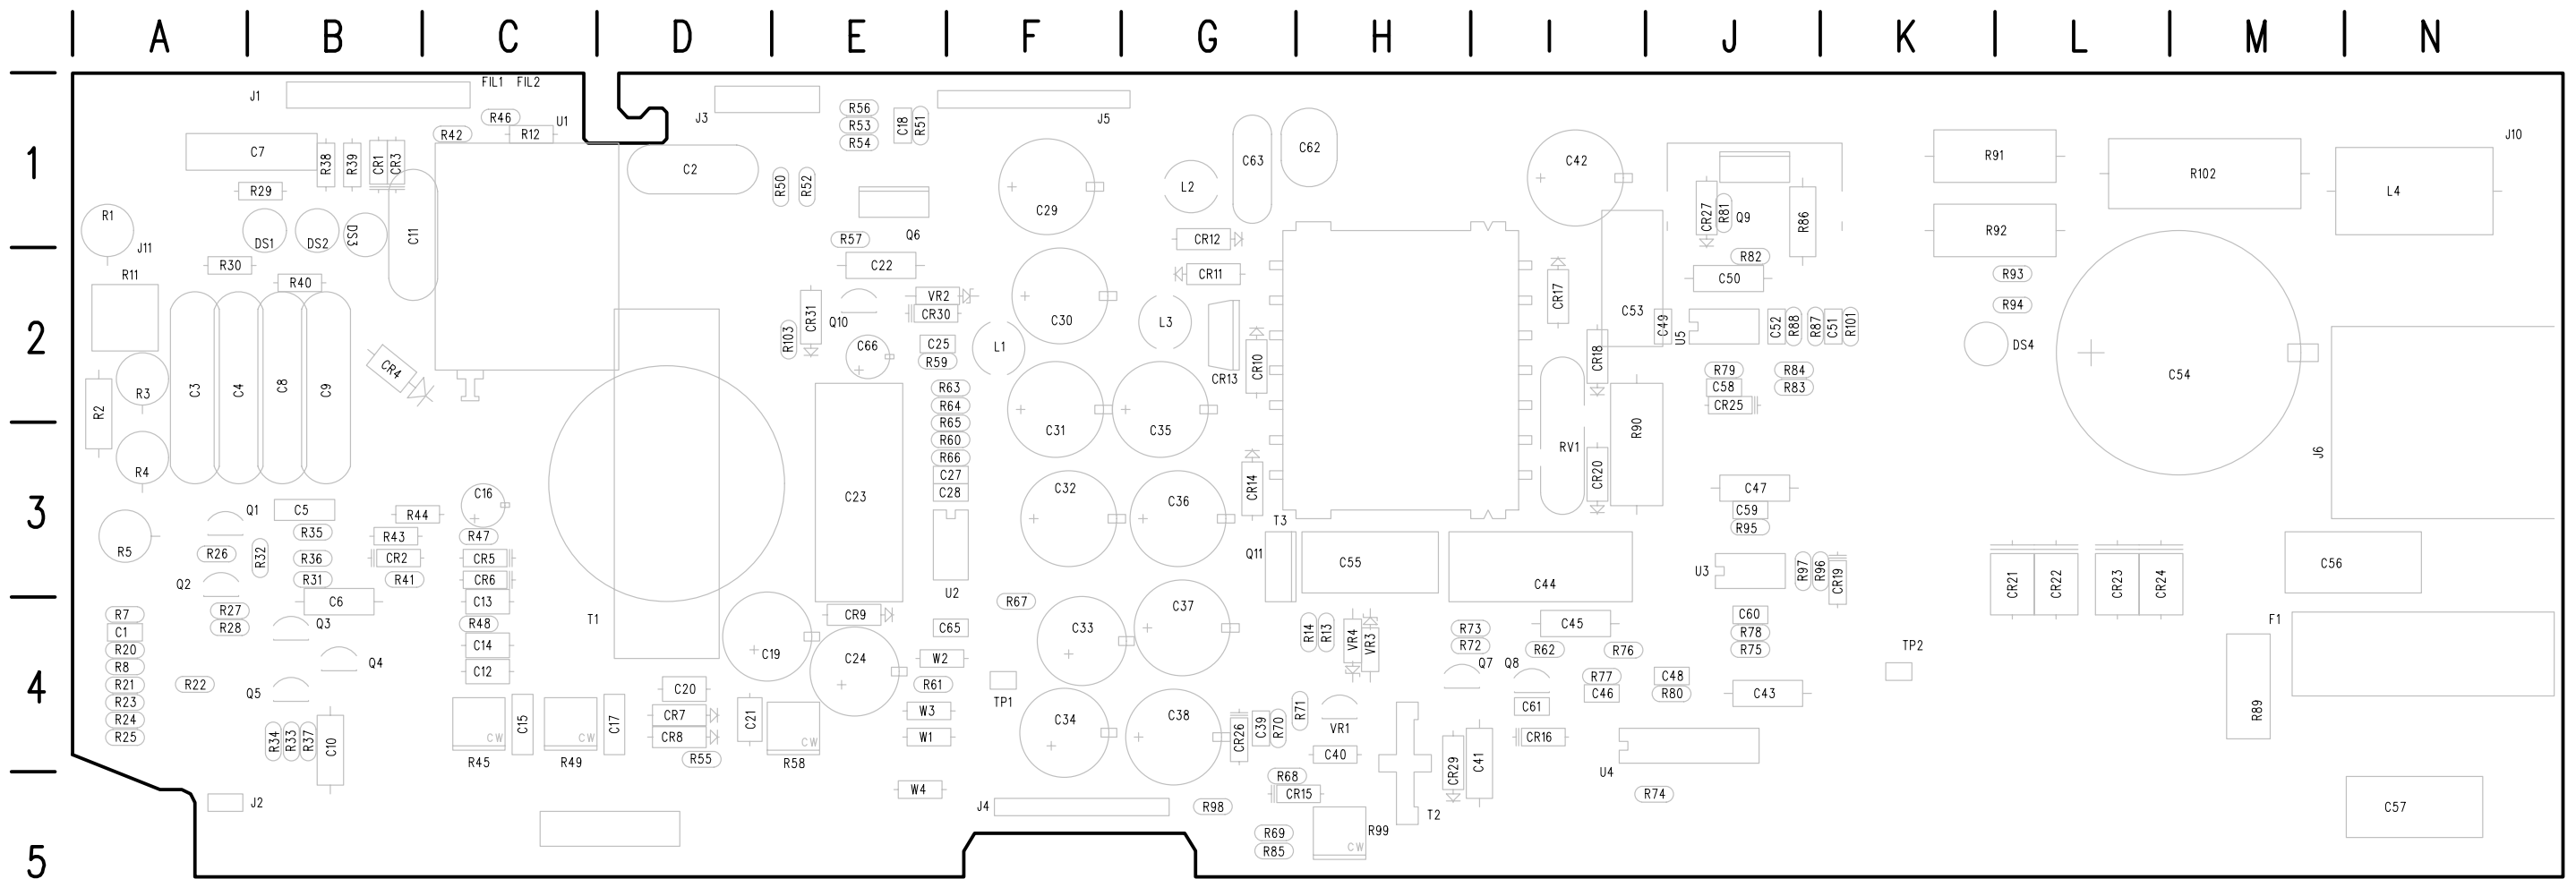 A B C D E F G H I J K L M N
1
J1 FIL1 FIL2 J3 R56 J5
R46 U1 R53 C18 R51
R42 R12 R54 J10
C7 R38 R39 CR1 CR3 C2 C63 C62 C42 R91
R29 R50 R52 L2 R102 L4
R1 C29 CR27 R81 Q9 R86
DS1 DS2 DS3 C11 R57 Q6 CR12 R92
J11
2
R30 C22 R82
R11 R40 CR11 C50 R93
VR2 CR17 R94
CR31 Q10 CR30 C30 L3 C53
R103 C49 U5 C52 R88 R87 C51 R101
C66 C25 L1 DS4
R59 CR10 CR18
CR4 CR13 R79 R84 C54
R3 C3 C4 C8 C9 R63 C58 R83
R2 R64 CR25
R65 C31 C35 R90
R60 RV1 J6
R4 R66
3
C27 CR14 CR20
C16 C28 C32 C36 C47
Q1 C5 R44 C23 T3 C59
R35 R43 R47 R95
R5 R26 R32 R36 CR2 CR5 Q11 C55 C56
Q2 R31 R41 CR6 C44 U3 R97 R96 CR19 CR21 CR22 CR23 CR24
C6 C13 U2 R67 C37
R7 R27 CR9 C60 F1
C1 R28 Q3 R48 T1 C65 C33 R14 R13 VR4 VR3 R73 C45 R78
R20 C14 R72 R62 R76 R75 TP2
R8 Q4 C12 C19 C24 W2 Q7 Q8
4
R21 R22 Q5 C20 R61 R77 C48
R23 TP1 C46 R80 C43
R24 CR7 W3 C34 C38 R71 C61 R89
R25 R34 R33 R37 C10 C15 C17 CR8 C21 CW W1 CR26 C39 R70 VR1 CR16
CW CW
R45 R49 R55 R58 C40 CR29 C41
R68 U4
J2 W4 CR15 R74
J4 R98 T2 C57
R69 R99
5
R85 CW